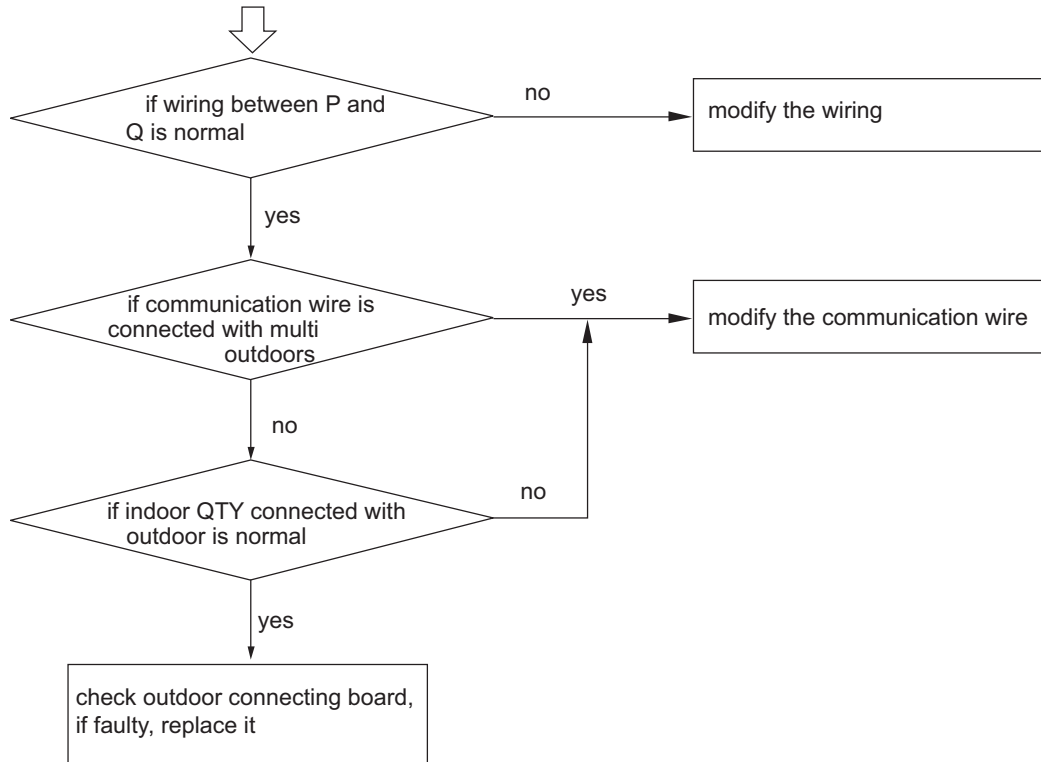 if wiring between P and
Q is normal
no
modify the wiring
yes
if communication wire is
connected with multi
outdoors
yes
modify the communication wire
no
if indoor QTY connected with
outdoor is normal
no
yes
check outdoor connecting board,
if faulty, replace it